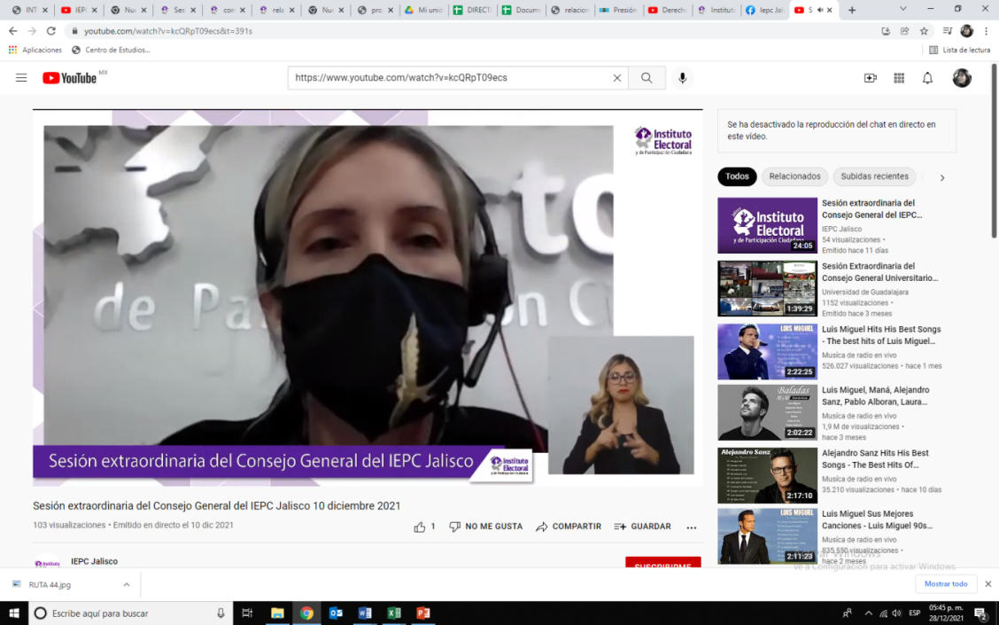 INT
IEP(
Nu
Sec
con
rela
Nu
pro
Mi unid
DIRECT
Docum
relacion
Presión
Derech
Institut
Iepc Jal
S
youtube.com/watch?v=kcQRpT09ecs&t=391s
Aplicaciones
Centro de Estudios...
Lista de lectura
YouTube MX
https://www.youtube.com/watch?v=kcQRpT09ecs
Instituto
Electoral
y de Participación Ciudadana
to
de Pa
n C
Sesión extraordinaria del Consejo General del IEPC Jalisco
Instituto
Electoral
y de Participación Ciudadana
Sesión extraordinaria del Consejo General del IEPC Jalisco 10 diciembre 2021
103 visualizaciones • Emitido en directo el 10 dic 2021
1
NO ME GUSTA
COMPARTIR
GUARDAR
...
Instituto
IEPC Jalisco
SUSCRIBIRME
Se ha desactivado la reproducción del chat en directo en
este vídeo.
Todos
Relacionados
Subidas recientes
Instituto
Electoral
y de Participación Ciudadana
24:05
Sesión extraordinaria del
Consejo General del IEPC...
IEPC Jalisco
54 visualizaciones •
Emitido hace 11 días
1:39:29
Sesión Extraordinaria del
Consejo General Universitario...
Universidad de Guadalajara
1152 visualizaciones •
Emitido hace 3 meses
LUIS MIGUEL
2:22:25
Luis Miguel Hits His Best Songs
- The best hits of Luis Miguel...
Musíca de radio en vivo
526.027 visualizaciones • hace 1 mes
Baladas
2:02:22
Luis Miguel, Maná, Alejandro
Sanz, Pablo Alboran, Laura...
Musíca de radio en vivo
1,9 M de visualizaciones •
hace 3 meses
Alejandro Sanz
2:17:10
Alejandro Sanz Hits His Best
Songs - The Best Hits Of...
Musíca de radio en vivo
35.210 visualizaciones • hace 10 días
LUIS MIGUEL
2:11:23
Luis Miguel Sus Mejores
Canciones - Luis Miguel 90s...
Musíca de radio en vivo
835.550 visualizaciones •
hace 2 meses
ar Windows
Ve a Configuración para activar Windows.
RUTA 44.jpg
Mostrar todo
Escribe aquí para buscar
ESP
05:45 p. m.
28/12/2021
2